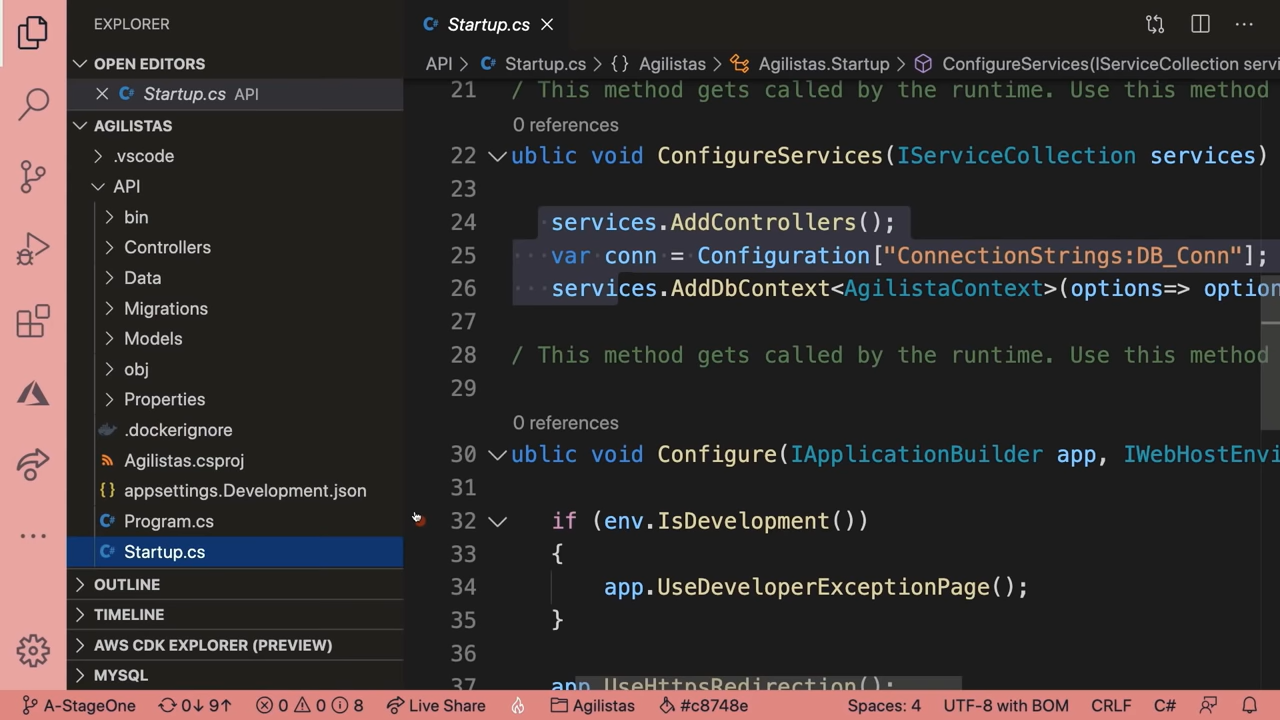 EXPLORER
OPEN EDITORS
Startup.cs API
AGILISTAS
.vscode
API
bin
Controllers
Data
Migrations
Models
obj
Properties
.dockerignore
Agilistas.csproj
appsettings.Development.json
Program.cs
Startup.cs
OUTLINE
TIMELINE
AWS CDK EXPLORER (PREVIEW)
MYSQL
Startup.cs
API > Startup.cs > {} Agilistas > Agilistas.Startup > ConfigureServices(IServiceCollection servi
21 / This method gets called by the runtime. Use this method
0 references
22 ublic void ConfigureServices(IServiceCollection services)
23
24 services.AddControllers();
25 var conn = Configuration["ConnectionStrings:DB_Conn"];
26 services.AddDbContext<AgilistaContext>(options=> option
27
28 / This method gets called by the runtime. Use this method
29
0 references
30 ublic void Configure(IApplicationBuilder app, IWebHostEnvi
31
32 if (env.IsDevelopment())
33 {
34 app.UseDeveloperExceptionPage();
35 }
36
37 app.UseHttpsRedirection();
A-StageOne 0↓ 9↑ 0 0 8 Live Share Agilistas #c8748e Spaces: 4 UTF-8 with BOM CRLF C#